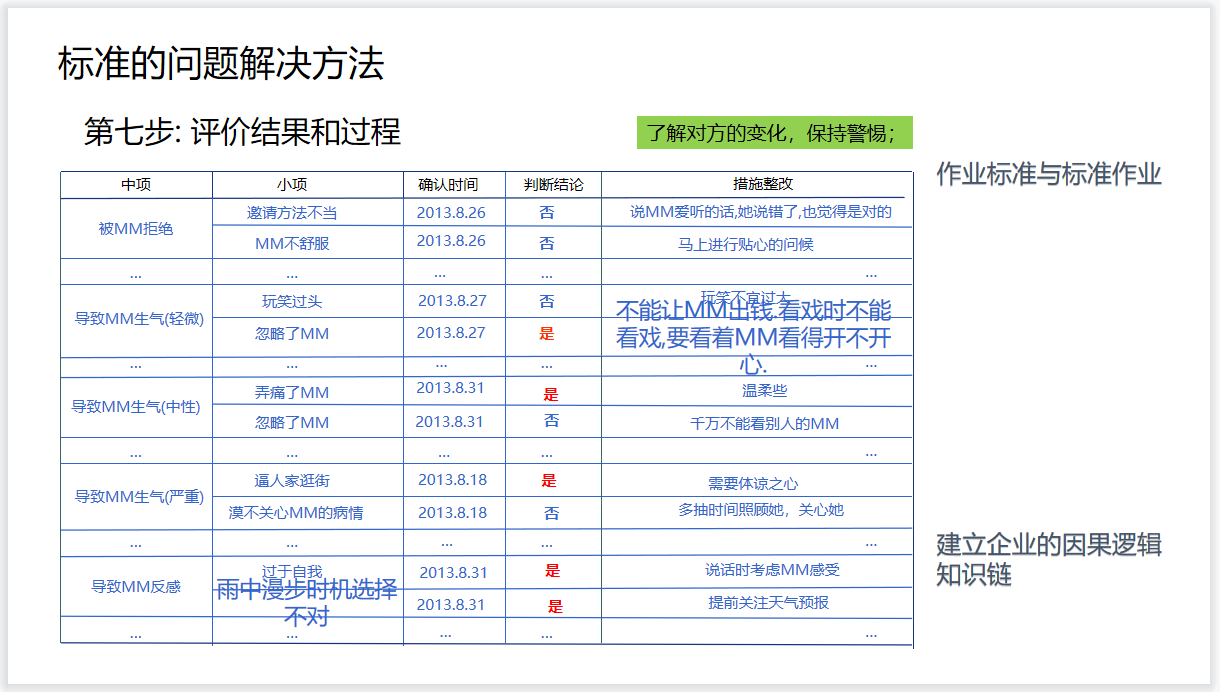 标准的问题解决方法
第七步: 评价结果和过程
了解对方的变化，保持警惕；
作业标准与标准作业
中项 小项 确认时间 判断结论 措施整改
被MM拒绝 邀请方法不当 2013.8.26 否 说MM爱听的话,她说错了,也觉得是对的
MM不舒服 2013.8.26 否 马上进行贴心的问候
... ... ... ... ...
导致MM生气(轻微) 玩笑过头 2013.8.27 否 玩笑不宜过大
忽略了MM 2013.8.27 是 不能让MM出钱.看戏时不能
看戏,要看着MM看得开不开
心.
... ... ... ... ...
导致MM生气(中性) 弄痛了MM 2013.8.31 是 温柔些
忽略了MM 2013.8.31 否 千万不能看别人的MM
... ... ... ... ...
导致MM生气(严重) 逼人家逛街 2013.8.18 是 需要体谅之心
漠不关心MM的病情 2013.8.18 否 多抽时间照顾她，关心她
... ... ... ... ...
导致MM反感 过于自我 2013.8.31 是 说话时考虑MM感受
雨中漫步时机选择
不对 2013.8.31 是 提前关注天气预报
... ... ... ... ...
建立企业的因果逻辑
知识链